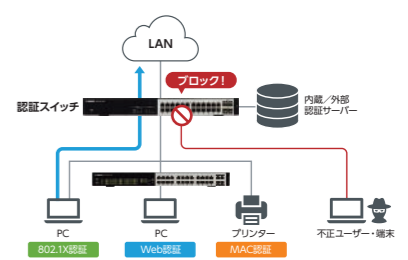 LAN
ブロック！
認証スイッチ
内蔵／外部
認証サーバー
PC
PC
プリンター
不正ユーザー・端末
802.1X認証
Web認証
MAC認証